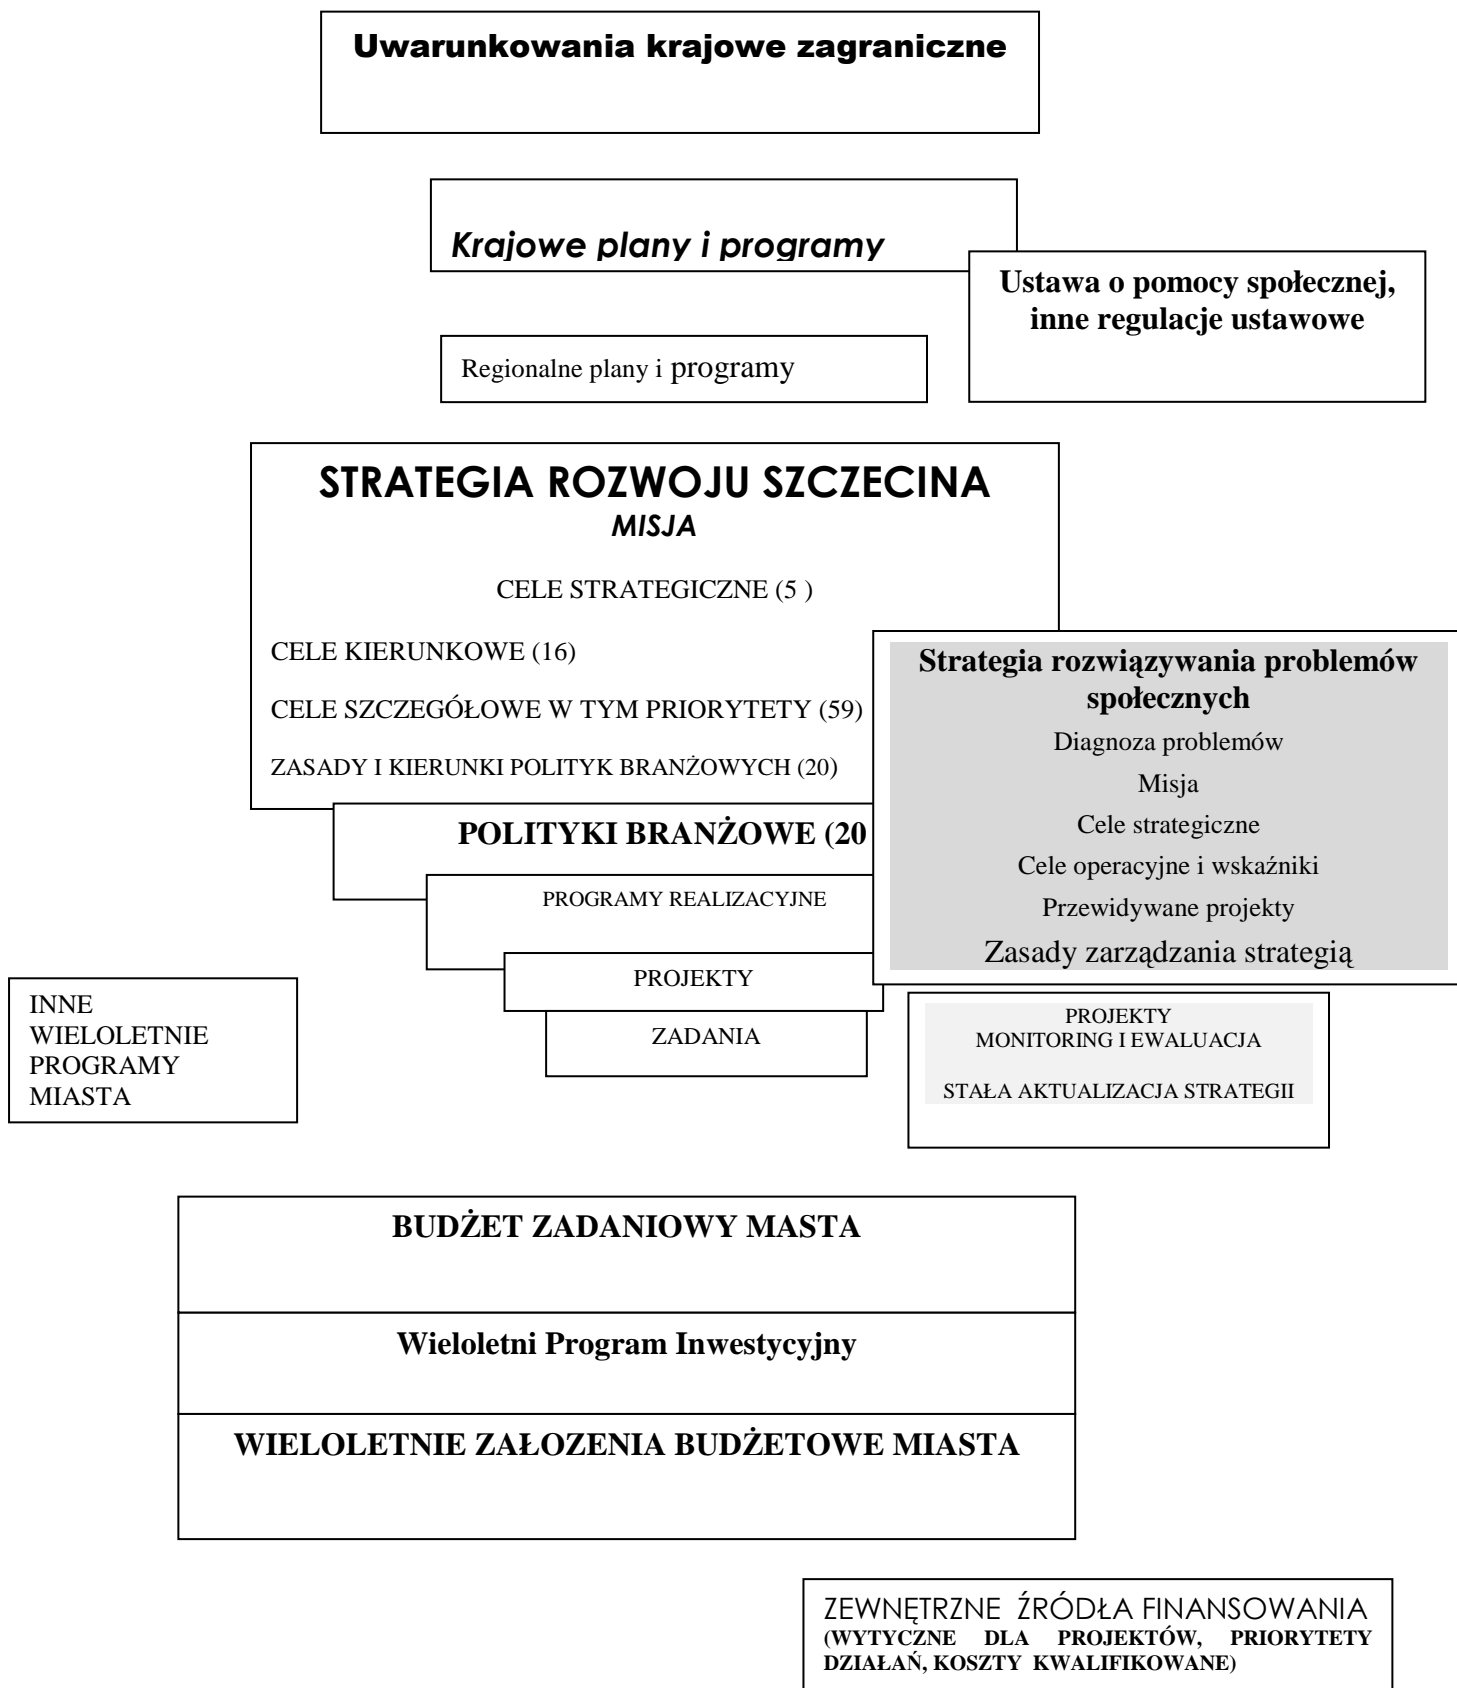 Uwarunkowania krajowe zagraniczne
Krajowe plany i programy
Ustawa o pomocy społecznej,
inne regulacje ustawowe
Regionalne plany i programy
STRATEGIA ROZWOJU SZCZECINA
MISJA
CELE STRATEGICZNE (5 )
CELE KIERUNKOWE (16)
CELE SZCZEGÓŁOWE W TYM PRIORYTETY (59)
ZASADY I KIERUNKI POLITYK BRANŻOWYCH (20)
Strategia rozwiązywania problemów
społecznych
Diagnoza problemów
Misja
Cele strategiczne
Cele operacyjne i wskaźniki
Przewidywane projekty
Zasady zarządzania strategią
POLITYKI BRANŻOWE (20
PROGRAMY REALIZACYJNE
PROJEKTY
ZADANIA
INNE
WIELOLETNIE
PROGRAMY
MIASTA
PROJEKTY
MONITORING I EWALUACJA
STAŁA AKTUALIZACJA STRATEGII
BUDŻET ZADANIOWY MASTA
Wieloletni Program Inwestycyjny
WIELOLETNIE ZAŁOZENIA BUDŻETOWE MIASTA
ZEWNĘTRZNE ŹRÓDŁA FINANSOWANIA
(WYTYCZNE DLA PROJEKTÓW, PRIORYTETY
DZIAŁAŃ, KOSZTY KWALIFIKOWANE)